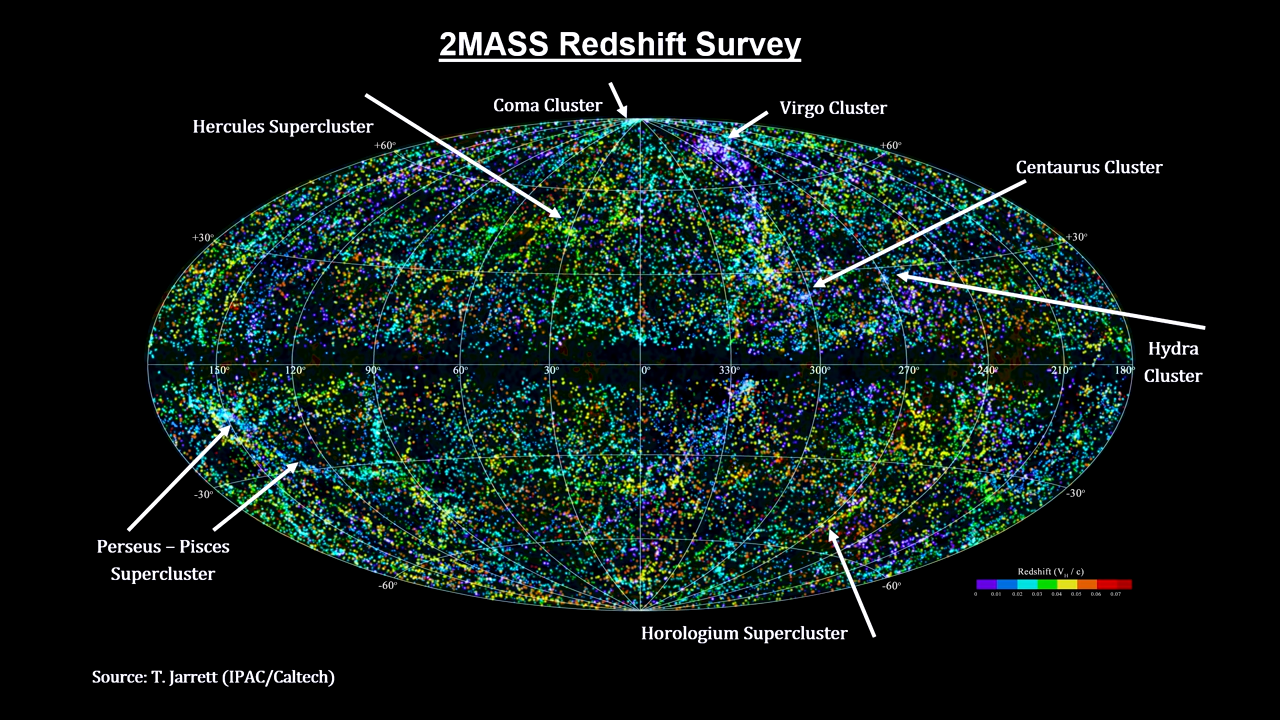 2MASS Redshift Survey
Coma Cluster
Virgo Cluster
Hercules Supercluster
+60°
+60°
Centaurus Cluster
+30°
+30°
Hydra
Cluster
150°
120°
90°
60°
30°
0°
330°
300°
270°
240°
210°
180°
-30°
-30°
Perseus – Pisces
Supercluster
-60°
-60°
Redshift (V_H / c)
0 0.01 0.02 0.03 0.04 0.05 0.06 0.07
Horologium Supercluster
Source: T. Jarrett (IPAC/Caltech)